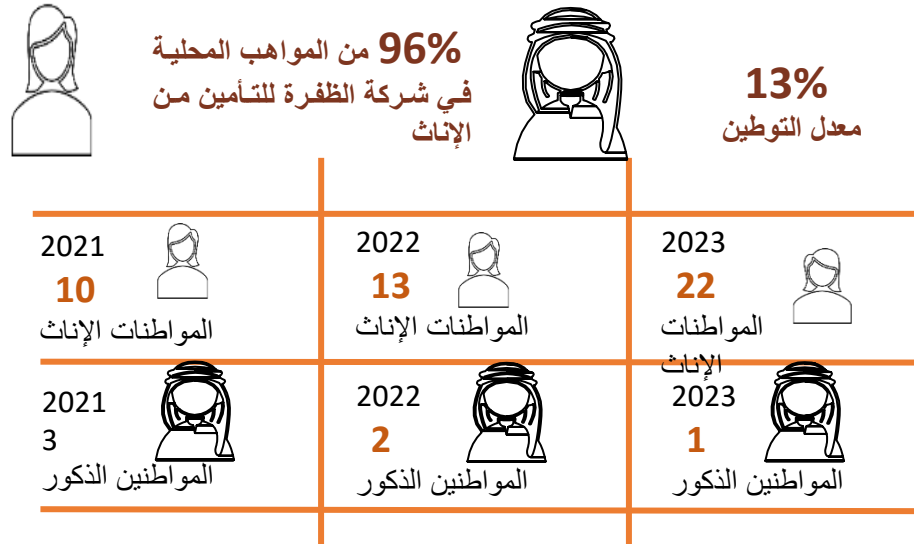 96% من المواهب المحلية
في شركة الظفرة للتأمين من
الإناث
13%
معدل التوطين
2021
10
المواطنات الإناث
2022
13
المواطنات الإناث
2023
22
المواطنات
الإناث
2021
3
المواطنين الذكور
2022
2
المواطنين الذكور
2023
1
المواطنين الذكور